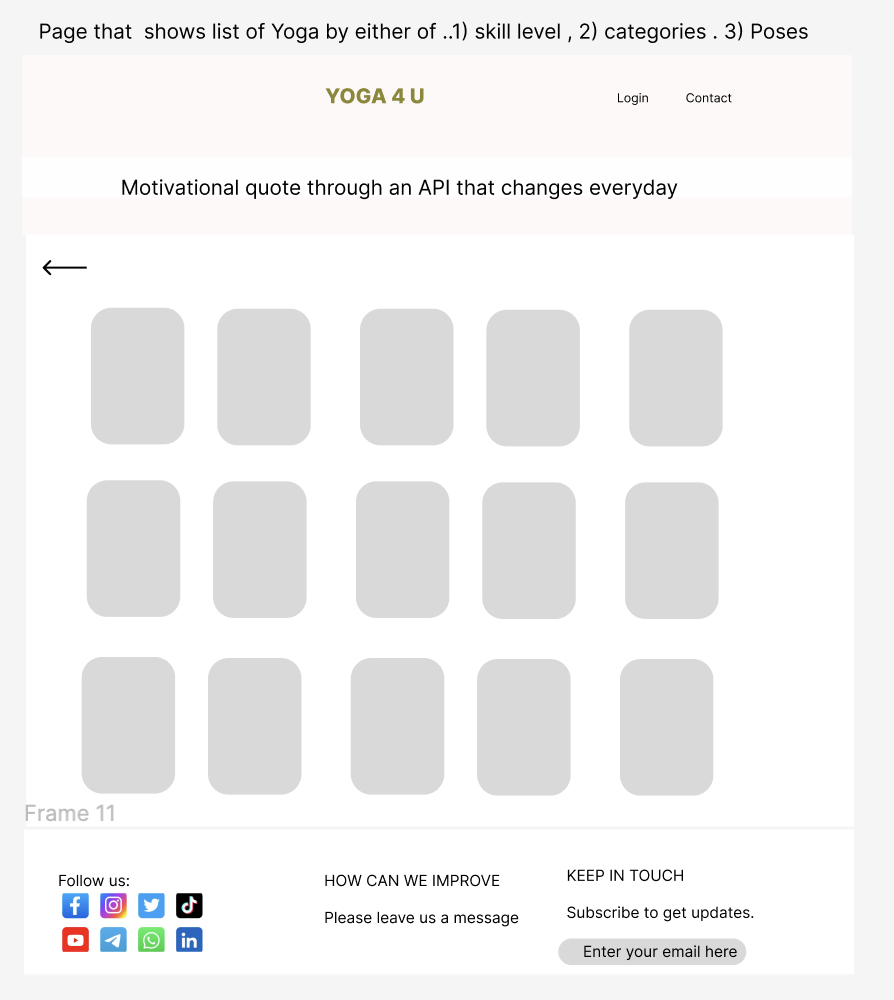 Page that  shows list of Yoga by either of ..1) skill level , 2) categories . 3) Poses
YOGA 4 U
Login
Contact
Motivational quote through an API that changes everyday
Frame 11
Follow us:
HOW CAN WE IMPROVE
Please leave us a message
KEEP IN TOUCH
Subscribe to get updates.
Enter your email here